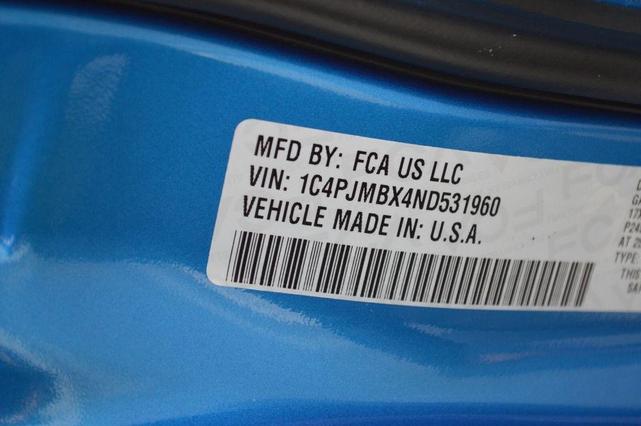 MFD BY: FCA US LLC
VIN: 1C4PJMBX4ND531960
VEHICLE MADE IN: U.S.A.